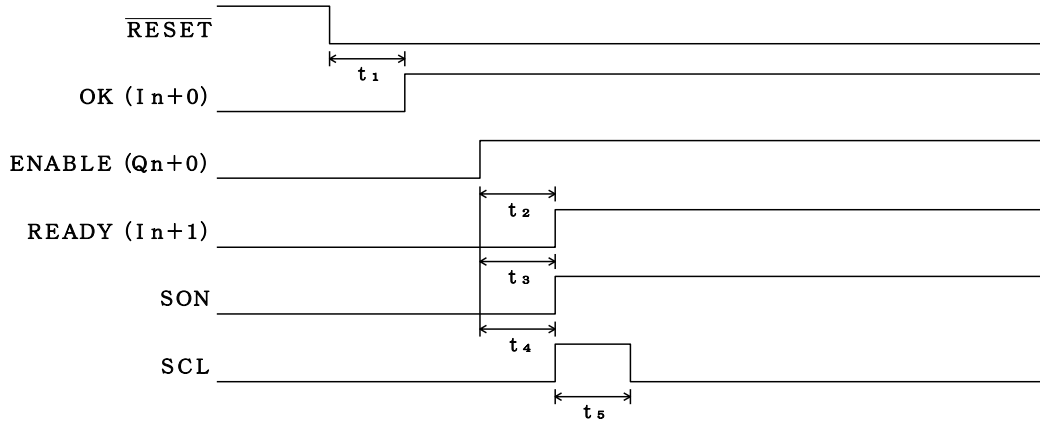 RESET
t₁
OK (In+0)
ENABLE (Qn+0)
t₂
READY (In+1)
t₃
SON
t₄
SCL
t₅